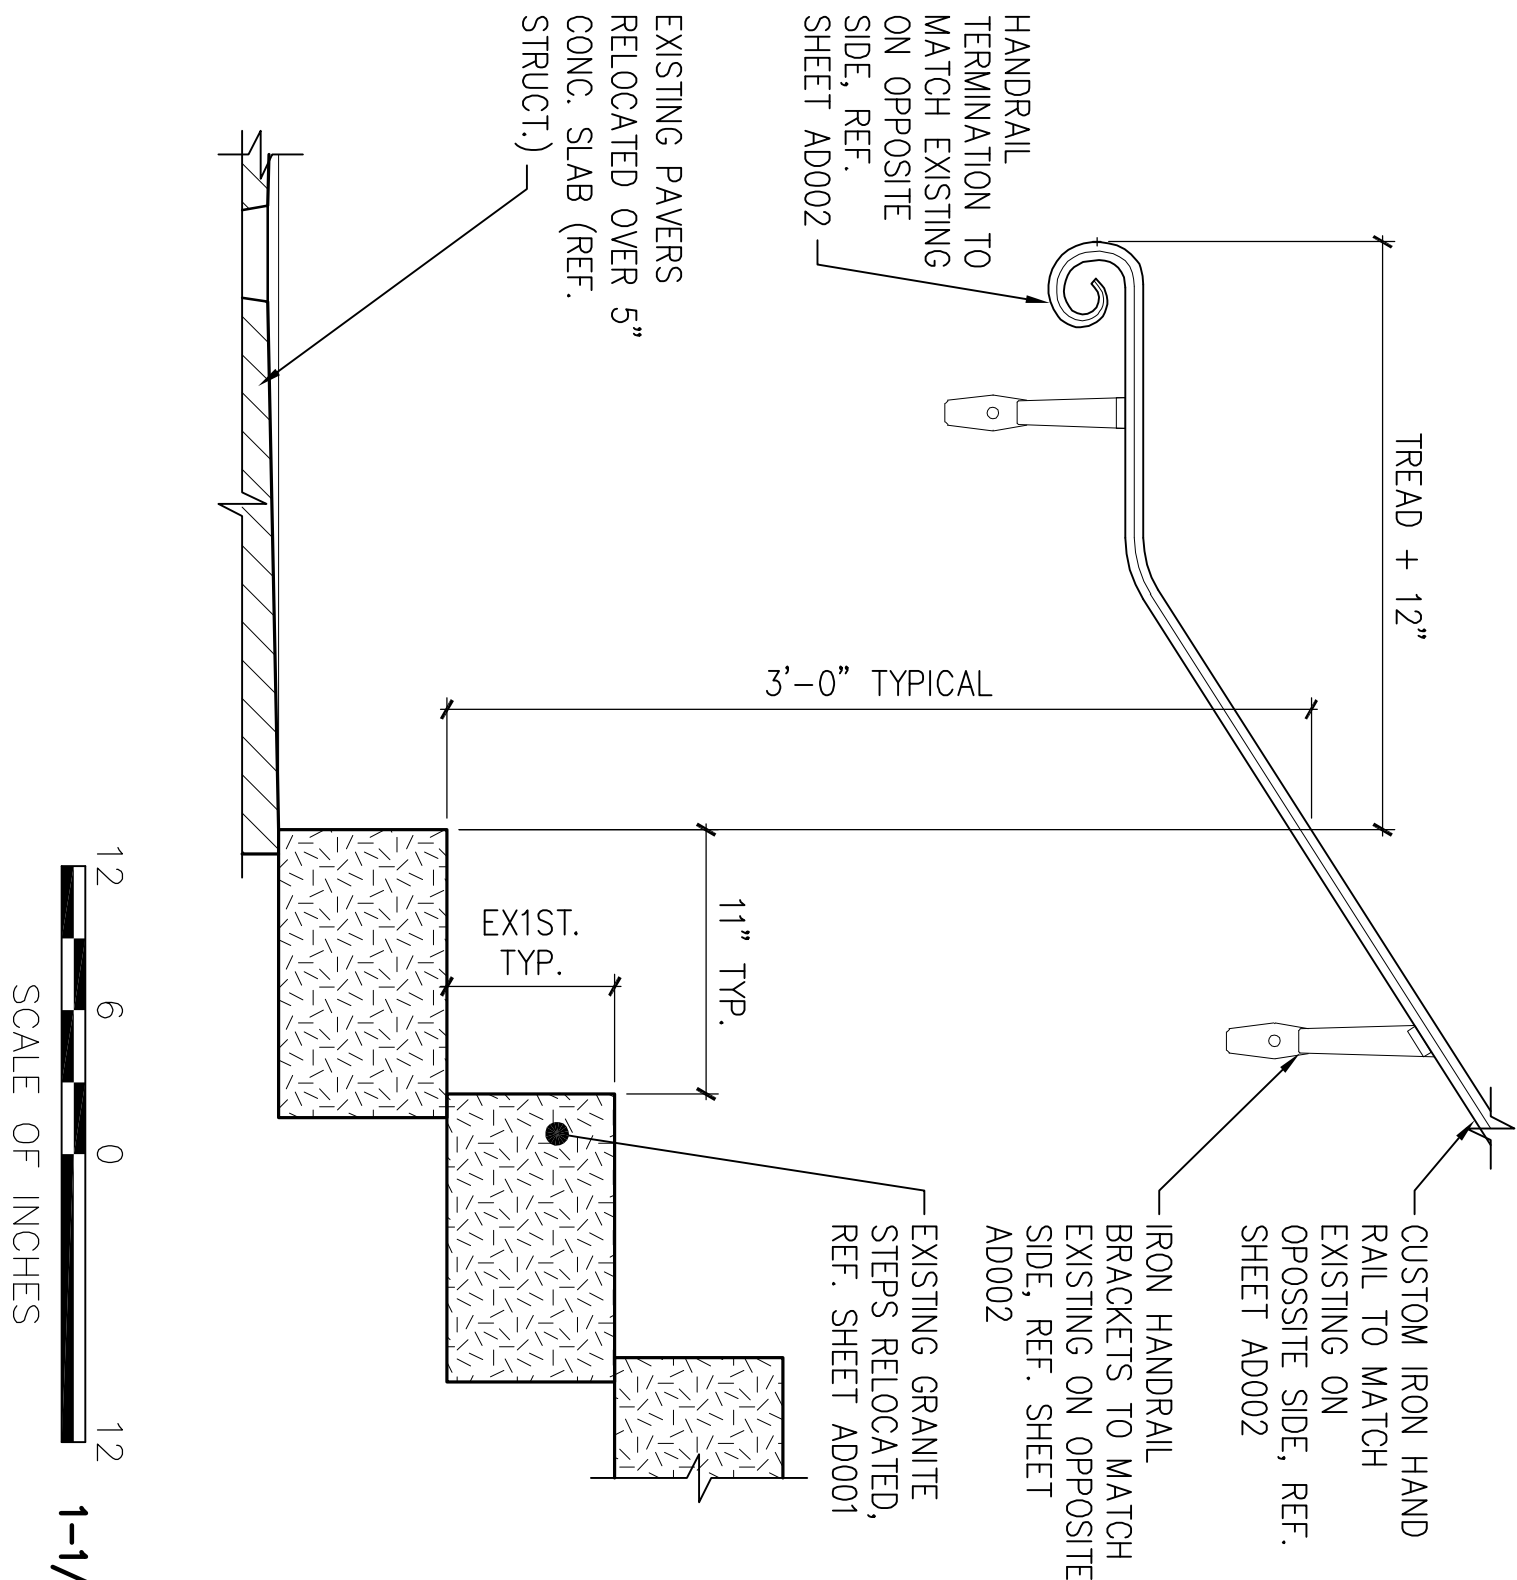 HANDRAIL
TERMINATION TO
MATCH EXISTING
ON OPPOSITE
SIDE, REF.
SHEET AD002
EXISTING PAVERS
RELOCATED OVER 5"
CONC. SLAB (REF.
STRUCT.)
TREAD + 12"
3'-0" TYPICAL
11" TYP.
EX1ST.
TYP.
CUSTOM IRON HAND
RAIL TO MATCH
EXISTING ON
OPPOSITE SIDE, REF.
SHEET AD002
IRON HANDRAIL
BRACKETS TO MATCH
EXISTING ON OPPOSITE
SIDE, REF. SHEET
AD002
EXISTING GRANITE
STEPS RELOCATED,
REF. SHEET AD001
12 6 0 12
SCALE OF INCHES
1-1/